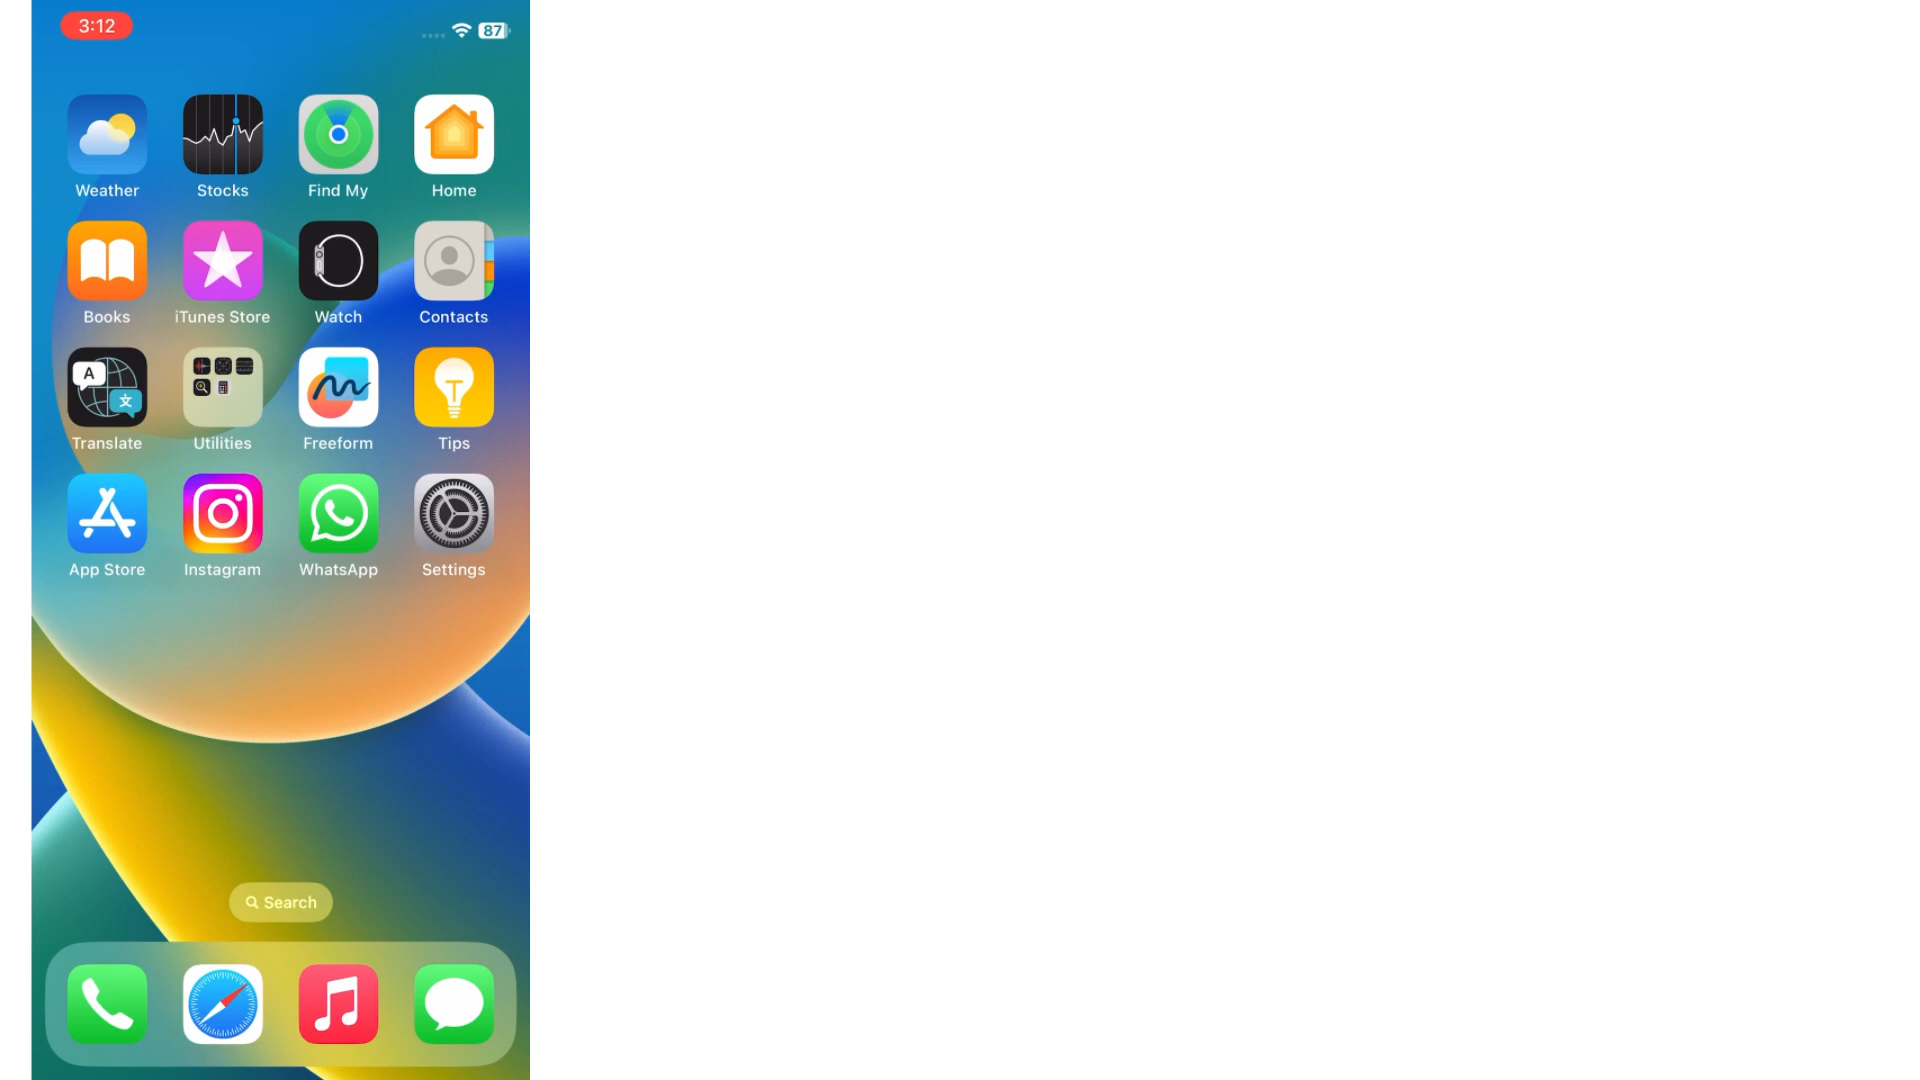 3:12
87
Weather Stocks Find My Home
Books iTunes Store Watch Contacts
A
文
Translate Utilities Freeform Tips
App Store Instagram WhatsApp Settings
Search